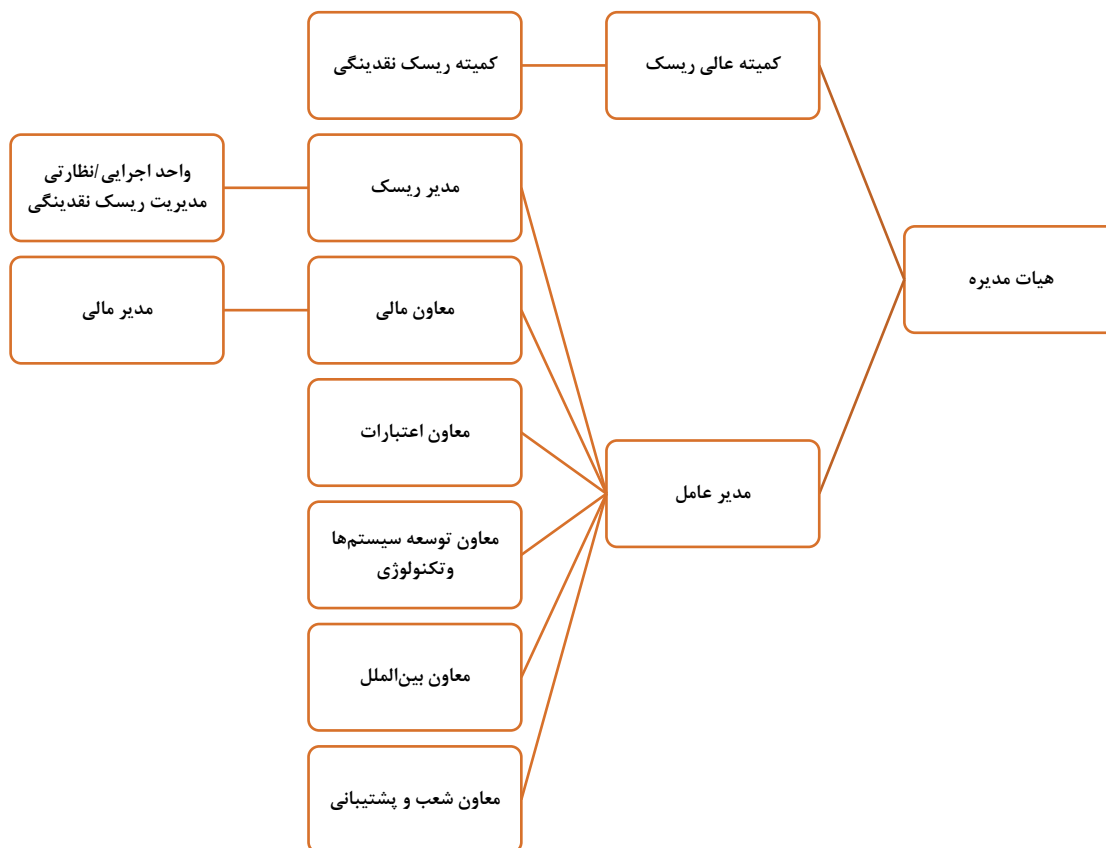 هیات مدیره
کمیته عالی ریسک
کمیته ریسک نقدینگی
مدیر عامل
مدیر ریسک
واحد اجرایی/نظارتی
مدیریت ریسک نقدینگی
معاون مالی
مدیر مالی
معاون اعتبارات
معاون توسعه سیستم‌ها
وتکنولوژی
معاون بین‌الملل
معاون شعب و پشتیبانی